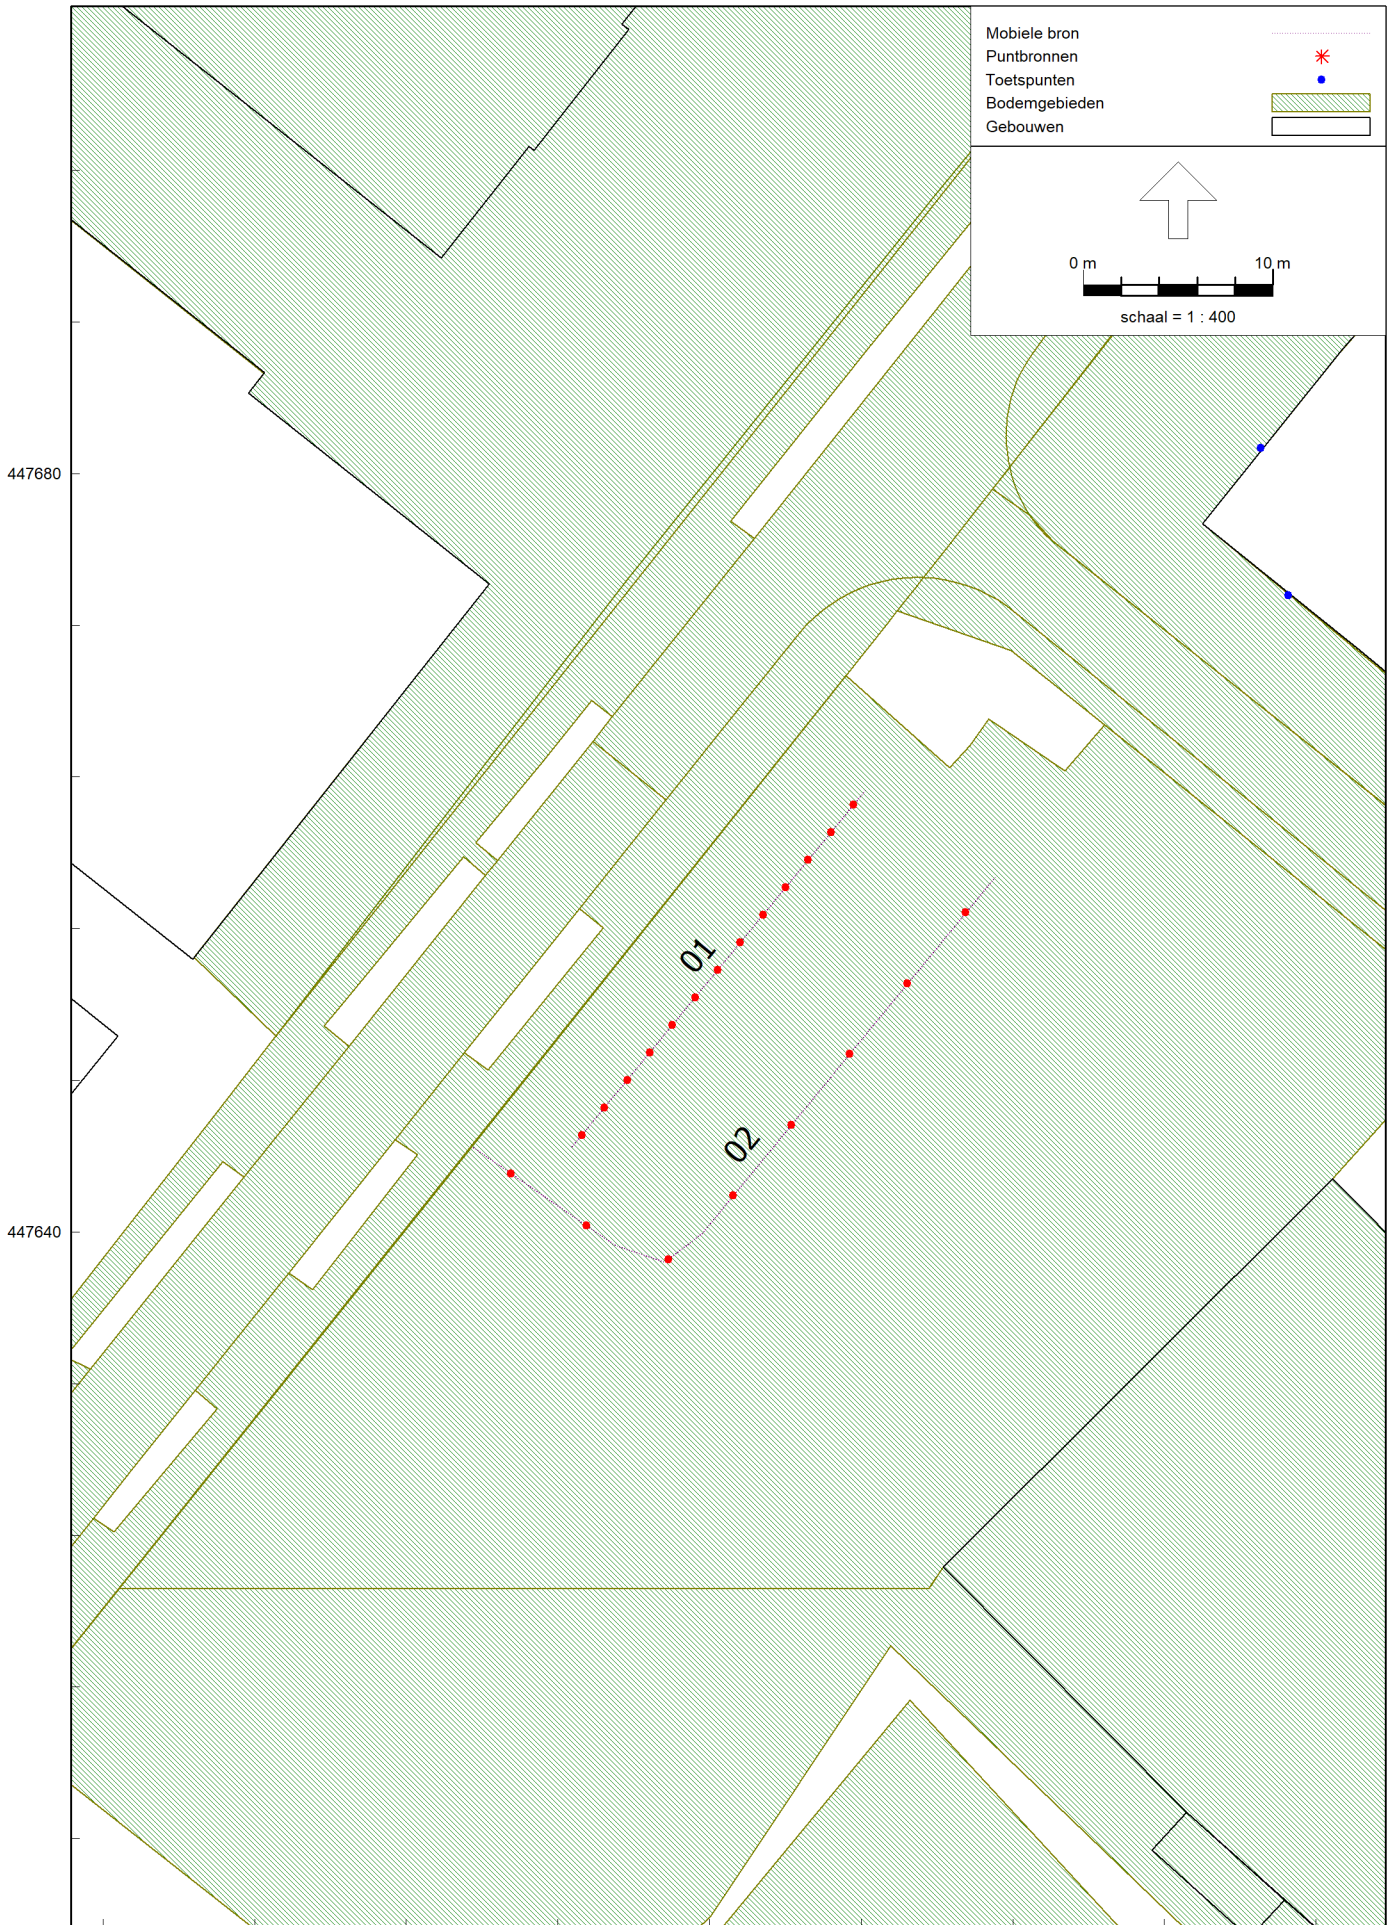 Mobiele bron
Puntbronnen
Toetspunten
Bodemgebieden
Gebouwen
0 m 10 m
schaal = 1 : 400
447680
01
02
447640